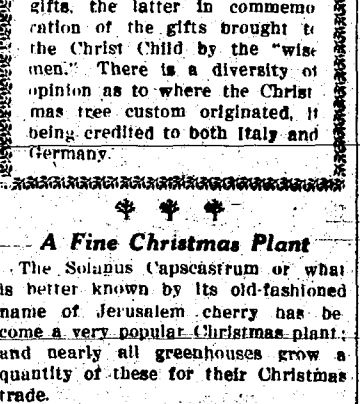 gifts, the latter in commemo
ration of the gifts brought t
the Christ Child by the "wise
men." There is a diversity of
opinion as to where the Christ
mas tree custom originated, it
being credited to both Italy and
Germany.
A Fine Christmas Plant
The Solanus Capscastrum or what
is better known by its old-fashioned
name of Jerusalem cherry has be
come a very popular Christmas plant;
and nearly all greenhouses grow a
quantity of these for their Christmas
trade.